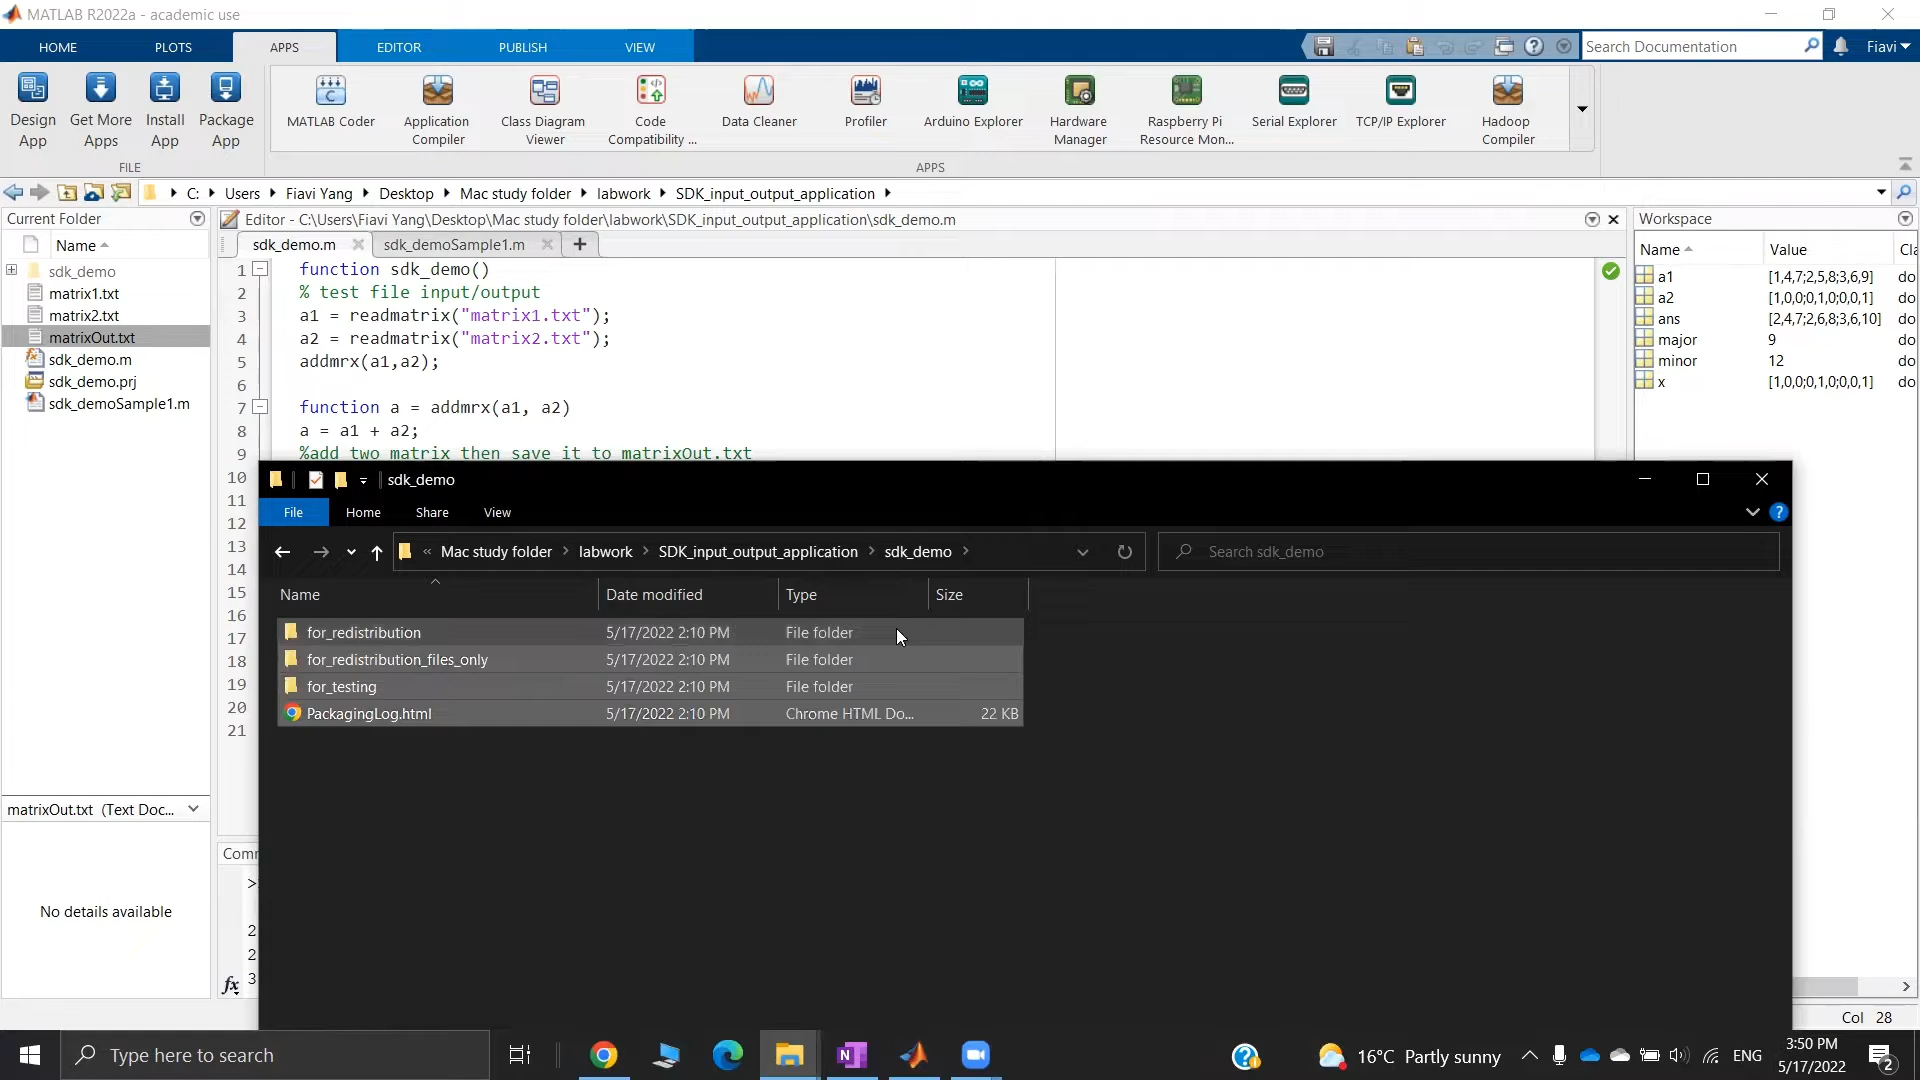 MATLAB R2022a - academic use
HOME PLOTS APPS EDITOR PUBLISH VIEW
Search Documentation
Fiavi
Design App
Get More Apps
Install App
Package App
MATLAB Coder
Application Compiler
Class Diagram Viewer
Code Compatibility ...
Data Cleaner
Profiler
Arduino Explorer
Hardware Manager
Raspberry Pi Resource Mon...
Serial Explorer
TCP/IP Explorer
Hadoop Compiler
FILE
APPS
C: Users Fiavi Yang Desktop Mac study folder labwork SDK_input_output_application
Current Folder
Name
sdk_demo
matrix1.txt
matrix2.txt
matrixOut.txt
sdk_demo.m
sdk_demo.prj
sdk_demoSample1.m
matrixOut.txt (Text Doc...
No details available
Editor - C:\Users\Fiavi Yang\Desktop\Mac study folder\labwork\SDK_input_output_application\sdk_demo.m
sdk_demo.m sdk_demoSample1.m +
1 function sdk_demo()
2 % test file input/output
3 a1 = readmatrix("matrix1.txt");
4 a2 = readmatrix("matrix2.txt");
5 addmrx(a1,a2);
6
7 function a = addmrx(a1, a2)
8 a = a1 + a2;
9 %add two matrix then save it to matrixOut.txt
10
11
12
13
14
15
16
17
18
19
20
21
Comm
>
2
2
fx 3
Workspace
Name Value Cla
a1 [1,4,7;2,5,8;3,6,9] do
a2 [1,0,0;0,1,0;0,0,1] do
ans [2,4,7;2,6,8;3,6,10] do
major 9 do
minor 12 do
x [1,0,0;0,1,0;0,0,1] do
sdk_demo
File Home Share View
« Mac study folder labwork SDK_input_output_application sdk_demo
Search sdk_demo
Name Date modified Type Size
for_redistribution 5/17/2022 2:10 PM File folder
for_redistribution_files_only 5/17/2022 2:10 PM File folder
for_testing 5/17/2022 2:10 PM File folder
PackagingLog.html 5/17/2022 2:10 PM Chrome HTML Do... 22 KB
Col 28
Type here to search
16°C Partly sunny
ENG
3:50 PM
5/17/2022
2